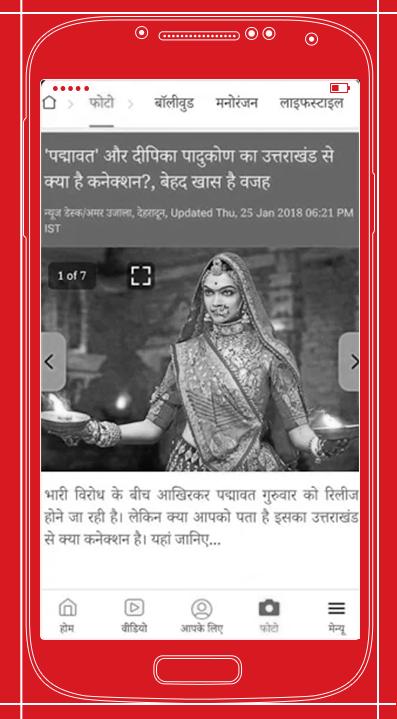 फोटो बॉलीवुड मनोरंजन लाइफस्टाइल
'पद्मावत' और दीपिका पादुकोण का उत्तराखंड से
क्या है कनेक्शन?, बेहद खास है वजह
न्यूज डेस्क/अमर उजाला, देहरादून, Updated Thu, 25 Jan 2018 06:21 PM
IST
1 of 7
भारी विरोध के बीच आखिरकर पद्मावत गुरुवार को रिलीज
होने जा रही है। लेकिन क्या आपको पता है इसका उत्तराखंड
से क्या कनेक्शन है। यहां जानिए...
होम वीडियो आपके लिए फोटो मेन्यू